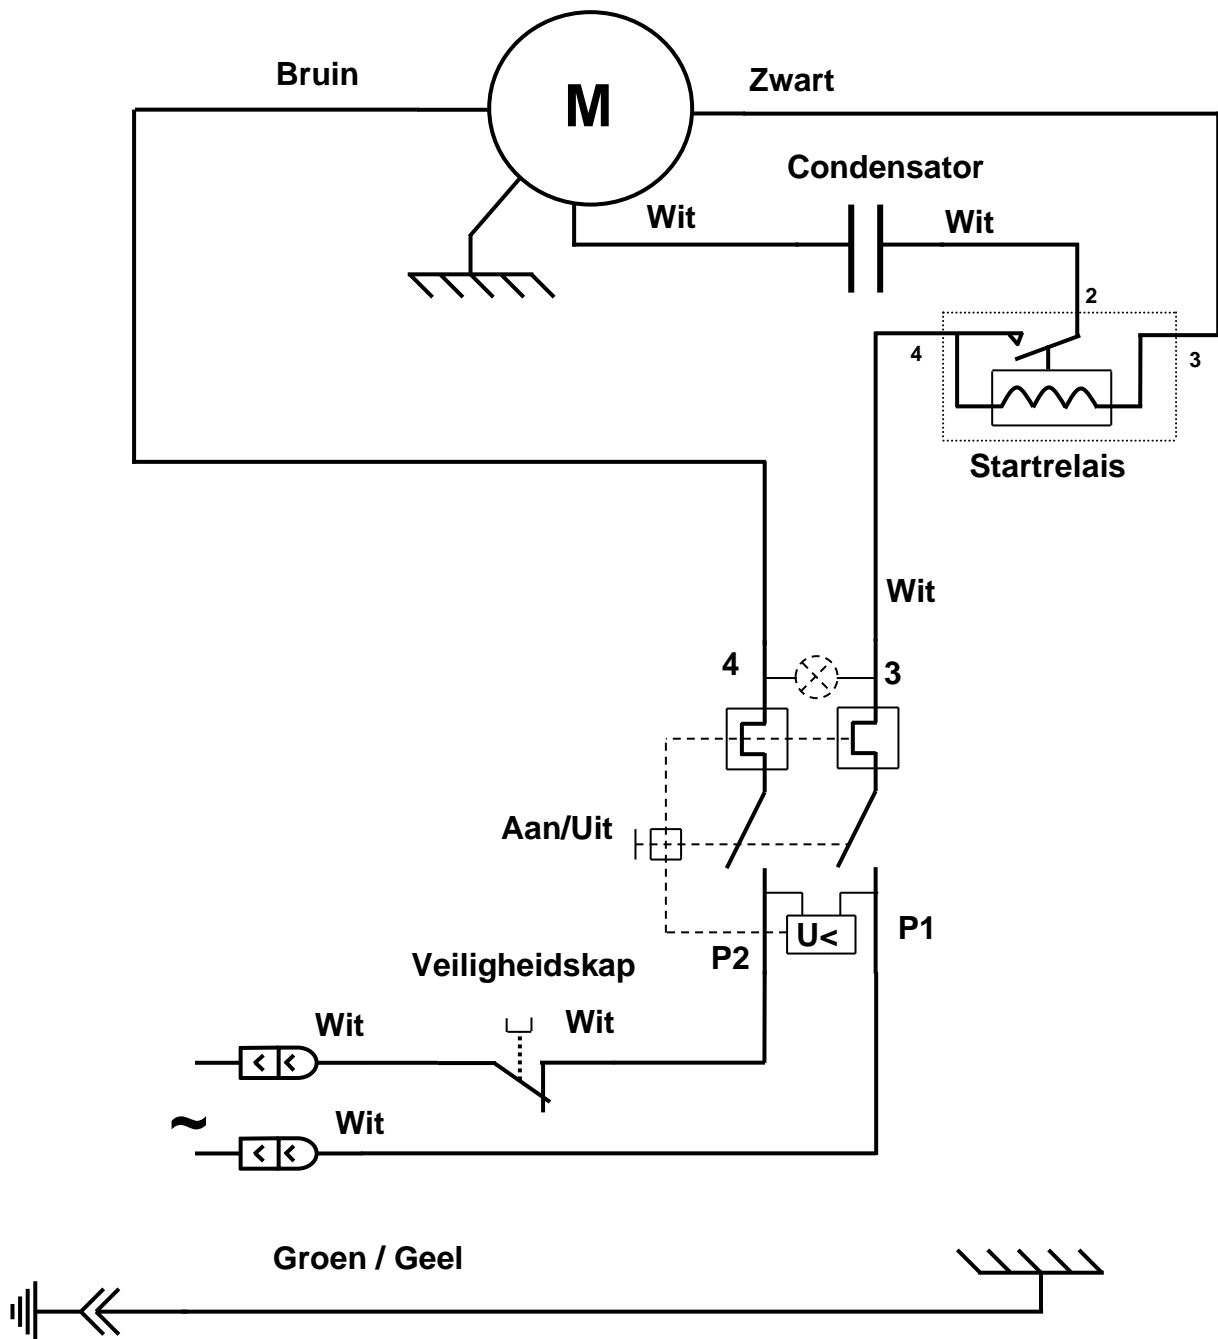 Bruin
M
Zwart
Condensator
Wit
Wit
2
4
3
Startrelais
Wit
4
3
Aan/Uit
U<
P1
P2
Veiligheidskap
Wit
Wit
~
Wit
Groen / Geel